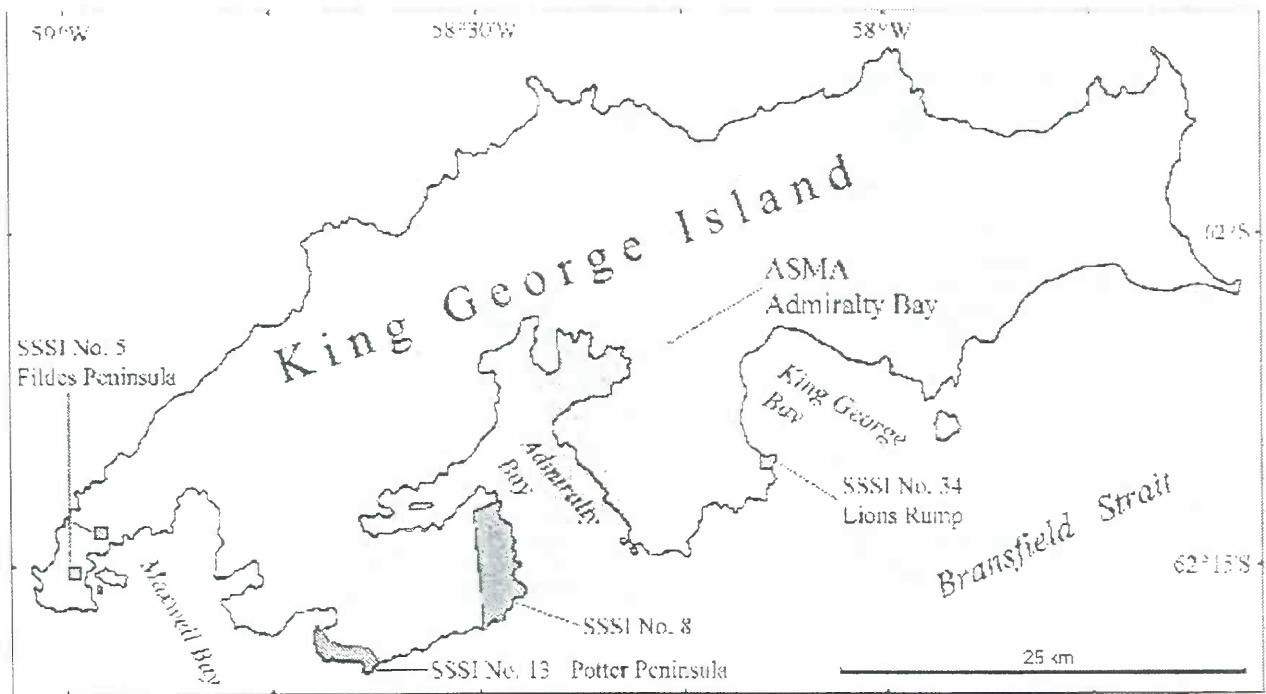 59°W
58°30'W
58°W
King George Island
62°S
ASMA
Admiralty Bay
SSSI No. 5
Fildes Peninsula
King George
Bay
Admiralty
Bay
SSSI No. 34
Lions Rump
Bransfield Strait
62°15'S
Maxwell Bay
SSSI No. 8
SSSI No. 13 Potter Peninsula
25 km